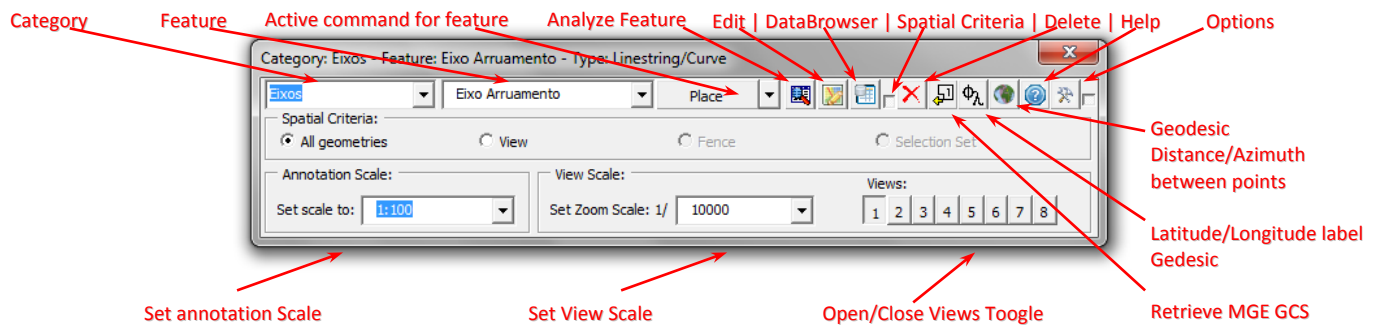 Category Feature Active command for feature Analyze Feature Edit | DataBrowser | Spatial Criteria | Delete | Help Options
Category: Eixos - Feature: Eixo Arruamento - Type: Linestring/Curve
Eixos Eixo Arruamento Place
Spatial Criteria:
All geometries View Fence Selection Set
Annotation Scale: View Scale: Views:
Set scale to: 1:100 Set Zoom Scale: 1/ 10000 1 2 3 4 5 6 7 8
Geodesic
Distance/Azimuth
between points
Latitude/Longitude label
Gedesic
Set annotation Scale Set View Scale Open/Close Views Toogle Retrieve MGE GCS